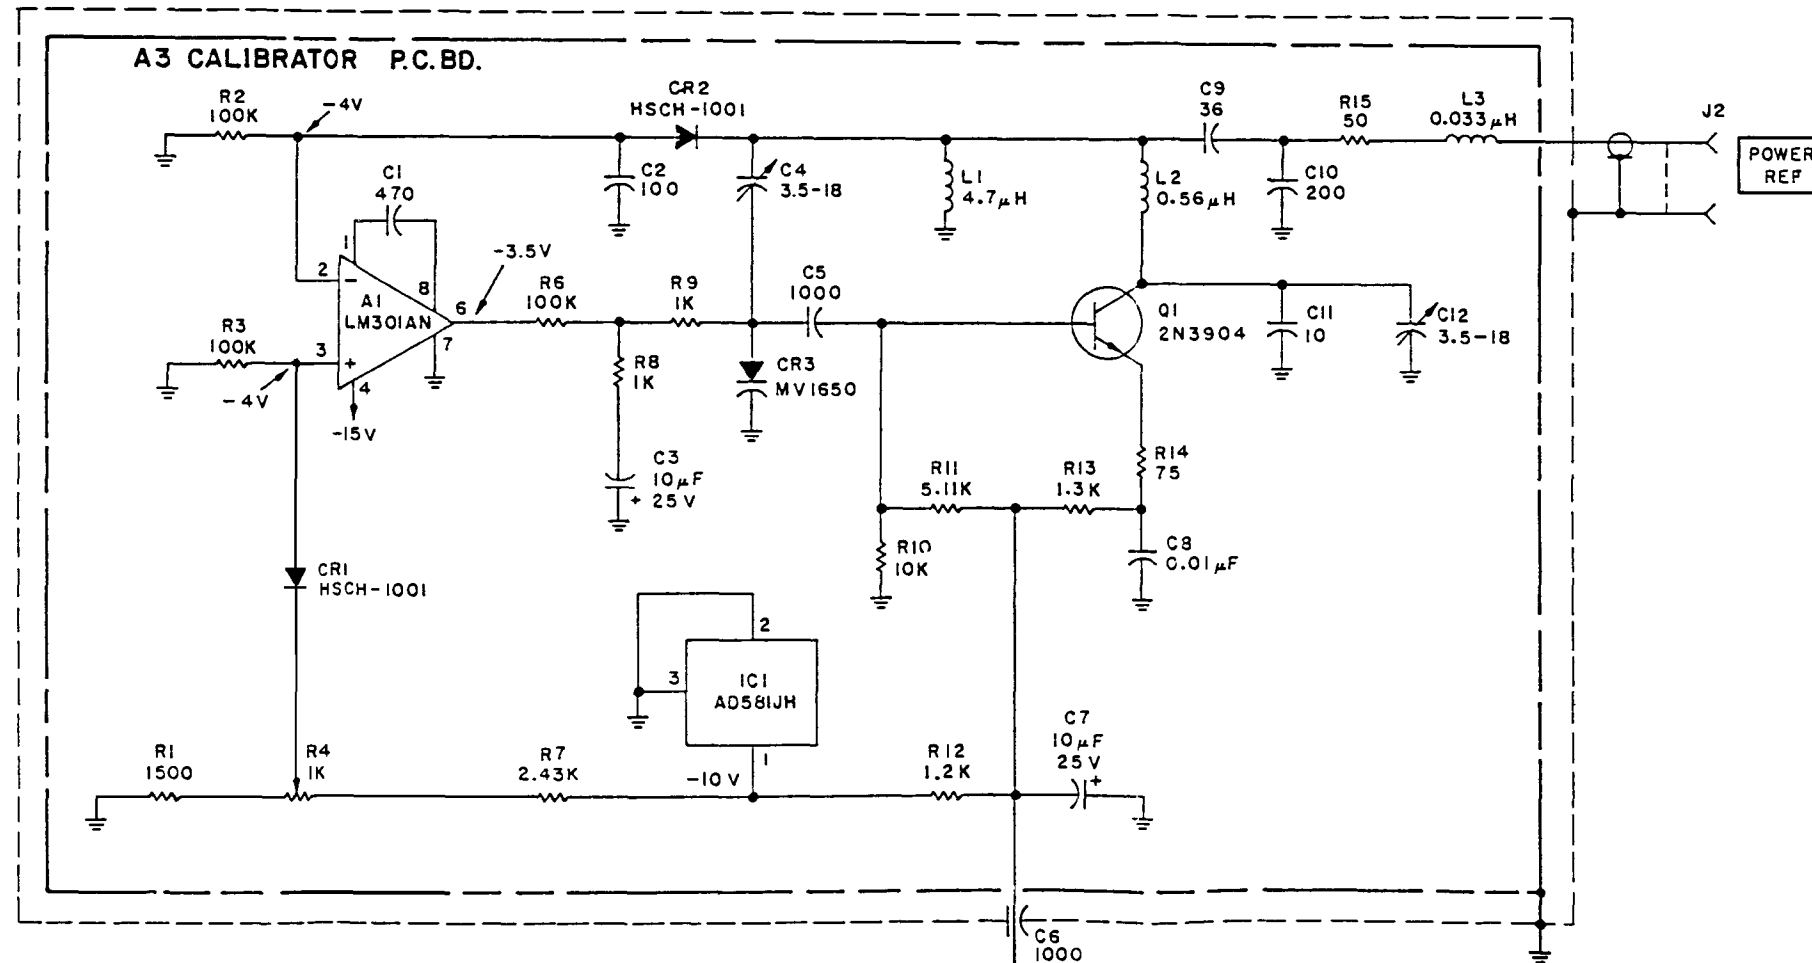 A3 CALIBRATOR P.C.BD.
R2
100K
-4V
CR2
HSCH-1001
C9
36
R15
50
L3
0.033µH
J2
POWER
REF
C1
470
C2
100
C4
3.5-18
L1
4.7µH
L2
0.56µH
C10
200
1
2
-
8
A1
LM301AN
6
-3.5V
R6
100K
R9
1K
C5
1000
R3
100K
3
+
7
4
-4V
-15V
R8
1K
CR3
MV1650
Q1
2N3904
C11
10
C12
3.5-18
C3
10µF
+ 25V
R11
5.11K
R13
1.3K
R14
75
R10
10K
C8
0.01µF
CR1
HSCH-1001
2
3
IC1
AD581JH
1
R1
1500
R4
1K
R7
2.43K
-10V
R12
1.2K
C7
10µF
25V
+
C6
1000